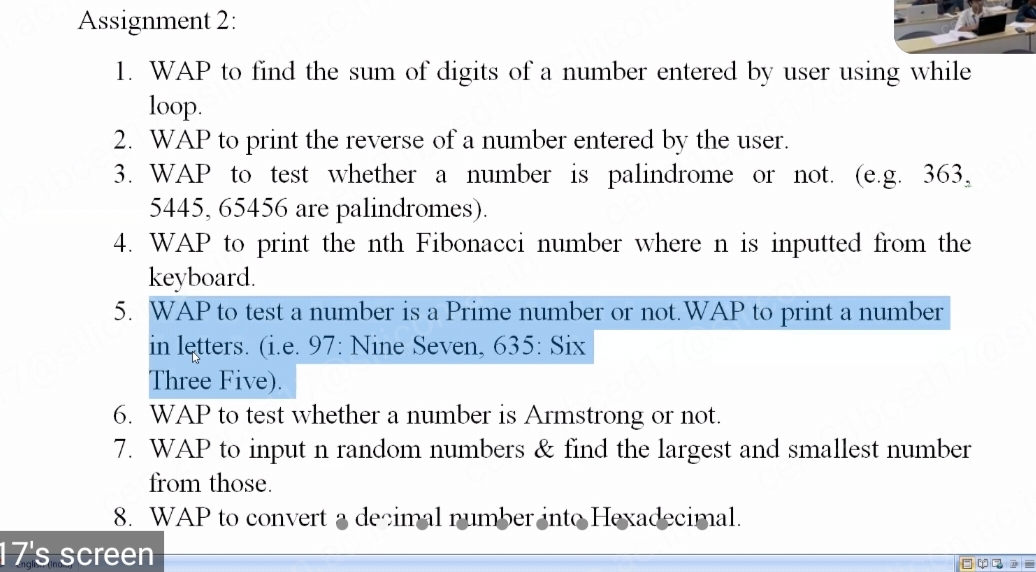 Assignment 2:
1. WAP to find the sum of digits of a number entered by user using while
loop.
2. WAP to print the reverse of a number entered by the user.
3. WAP to test whether a number is palindrome or not. (e.g. 363,
5445, 65456 are palindromes).
4. WAP to print the nth Fibonacci number where n is inputted from the
keyboard.
5. WAP to test a number is a Prime number or not.WAP to print a number
in letters. (i.e. 97: Nine Seven, 635: Six
Three Five).
6. WAP to test whether a number is Armstrong or not.
7. WAP to input n random numbers & find the largest and smallest number
from those.
8. WAP to convert a decimal number into Hexadecimal.
17's screen